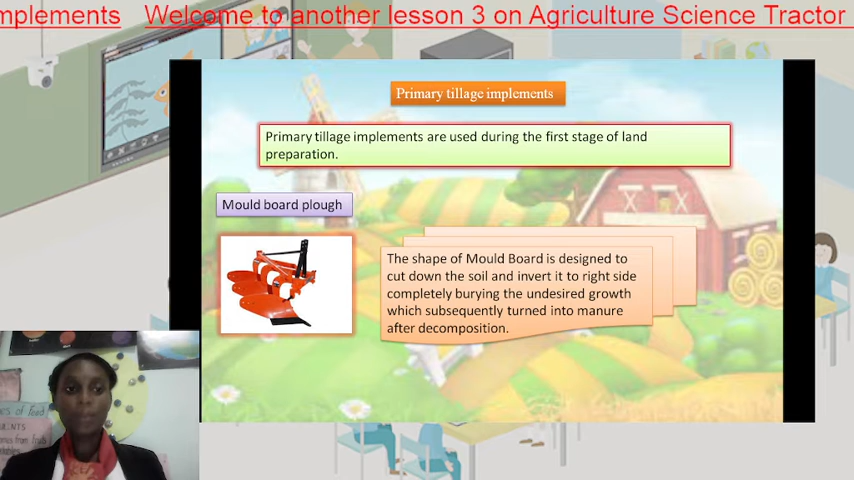 mplements Welcome to another lesson 3 on Agriculture Science Tractor
Primary tillage implements
Primary tillage implements are used during the first stage of land
preparation.
Mould board plough
The shape of Mould Board is designed to
cut down the soil and invert it to right side
completely burying the undesired growth
which subsequently turned into manure
after decomposition.
of feed